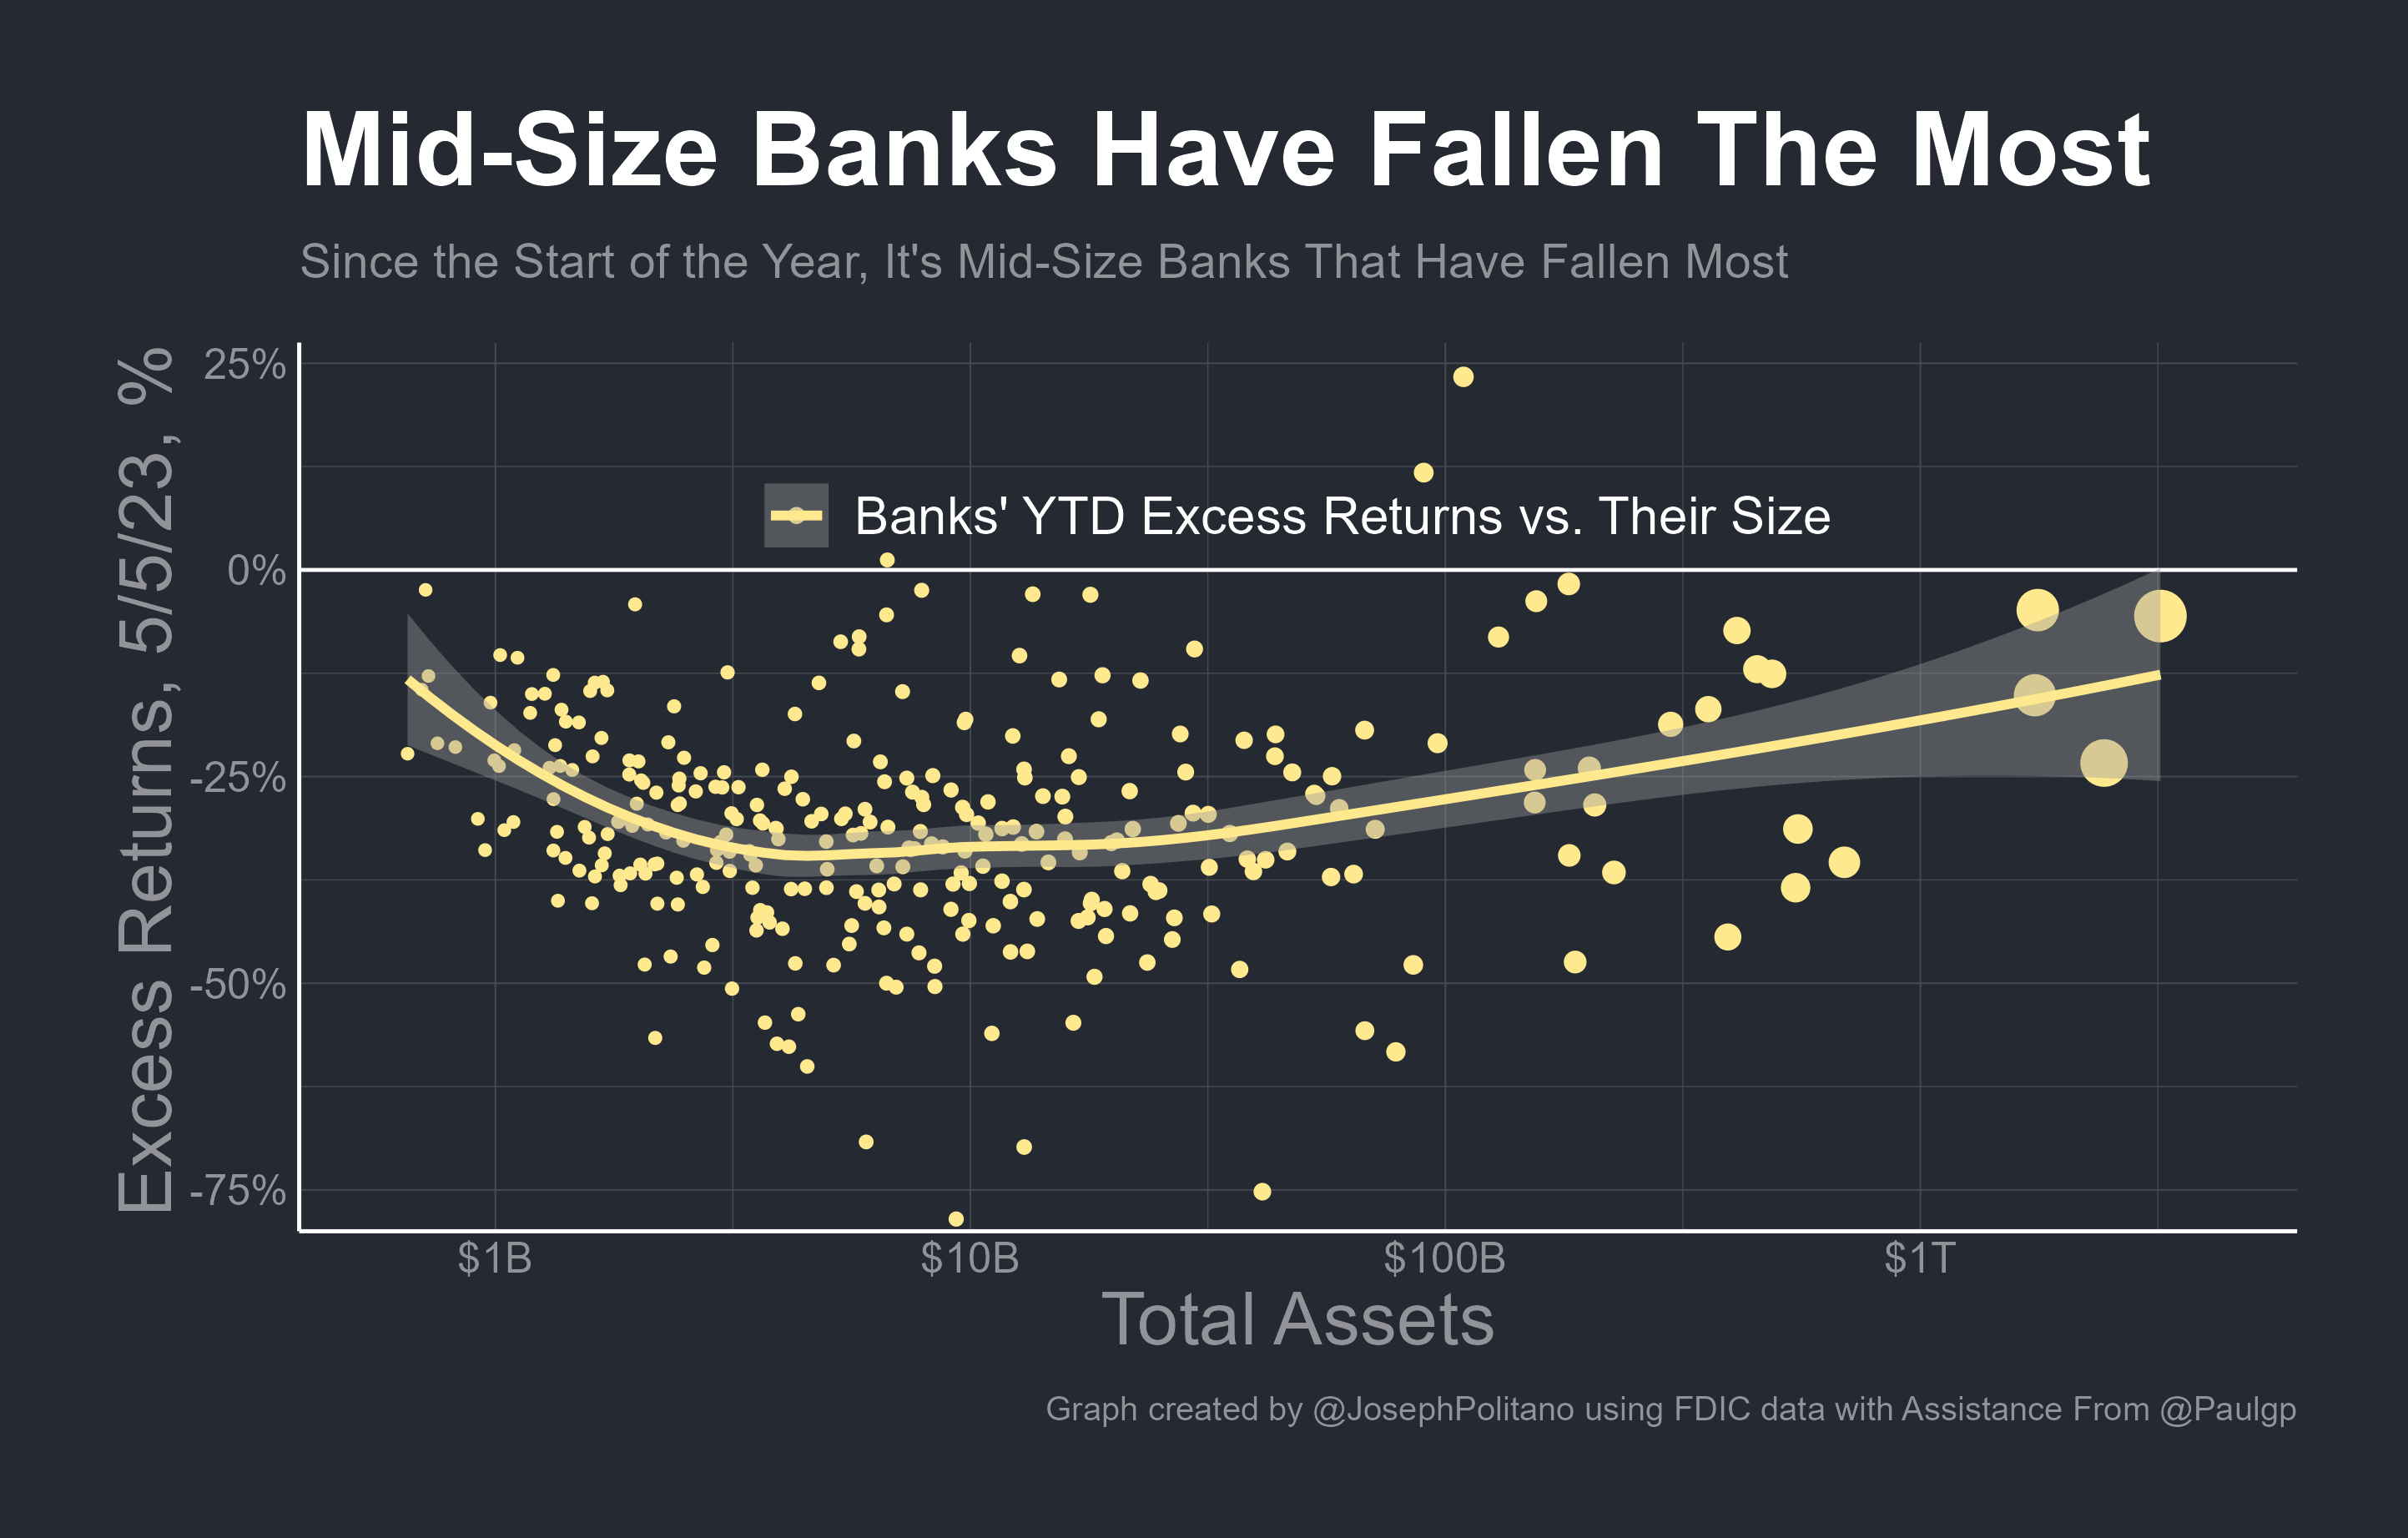 Mid-Size Banks Have Fallen The Most
Since the Start of the Year, It's Mid-Size Banks That Have Fallen Most
Excess Returns, 5/5/23, %
25%
0%
-25%
-50%
-75%
Banks' YTD Excess Returns vs. Their Size
$1B
$10B
$100B
$1T
Total Assets
Graph created by @JosephPolitano using FDIC data with Assistance From @Paulgp